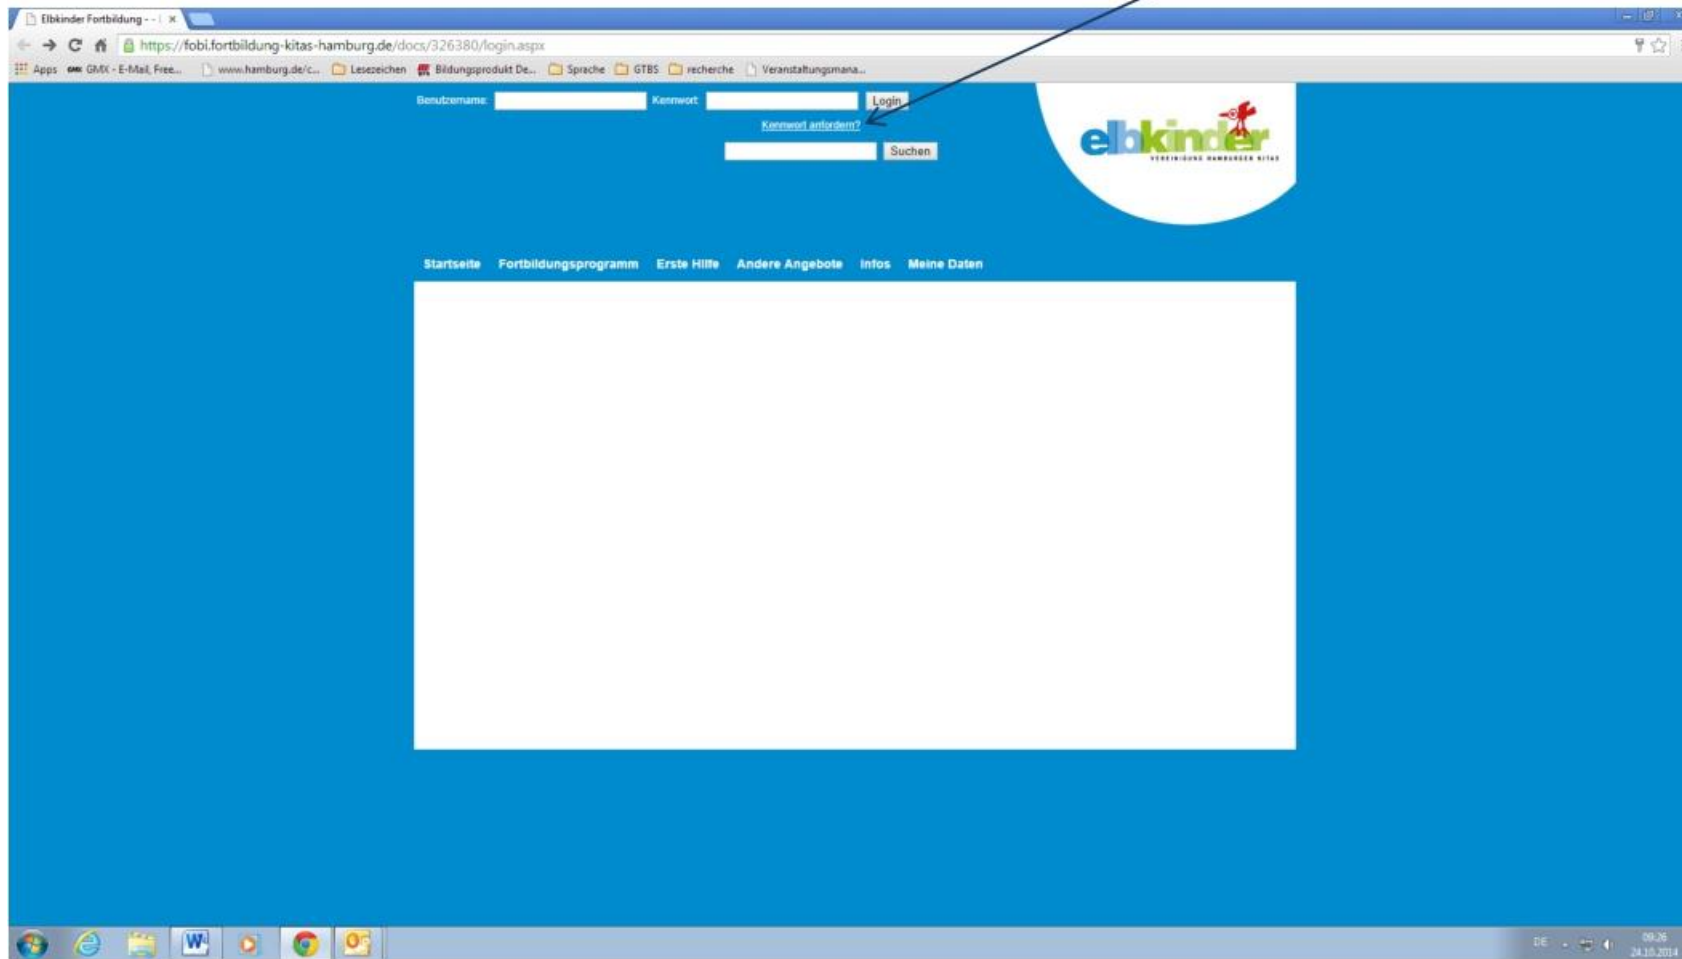 Elbkinder Fortbildung - - |
https://fobi.fortbildung-kitas-hamburg.de/docs/326380/login.aspx
Apps GMX GMX - E-Mail, Free... www.hamburg.de/c... Lesezeichen Bildungsprodukt De... Sprache GTBS recherche Veranstaltungsmana...
Benutzername: Kennwort: Login
Kennwort anfordern?
Suchen
elbkinder
VEREINIGUNG HAMBURGER KITAS
Startseite Fortbildungsprogramm Erste Hilfe Andere Angebote Infos Meine Daten
DE
09:26
24.10.2014